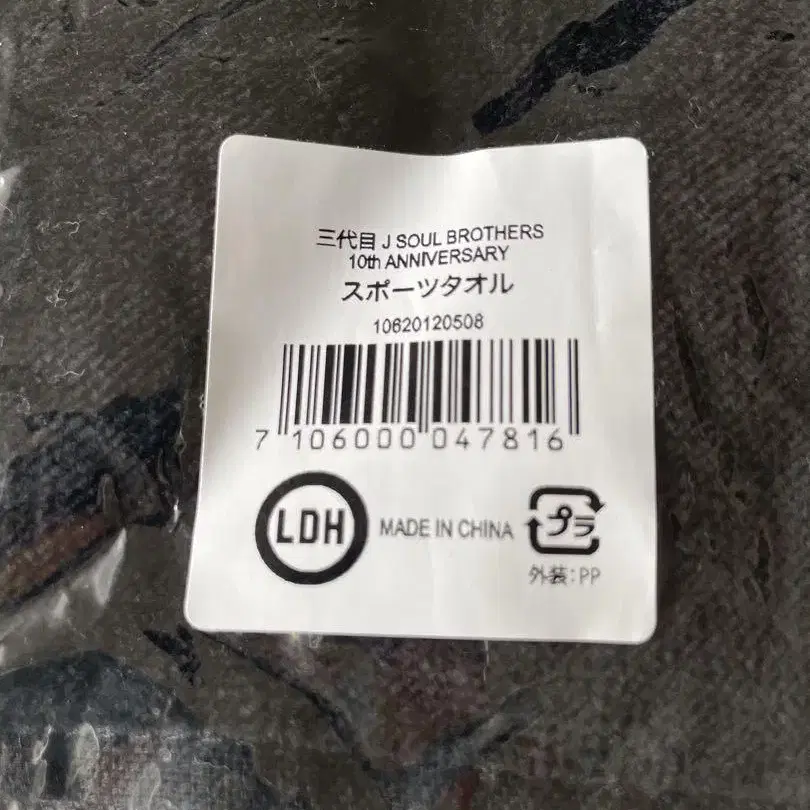 三代目 J SOUL BROTHERS
10th ANNIVERSARY
スポーツタオル
10620120508
7 106000 047816
LDH MADE IN CHINA プラ
外装:PP